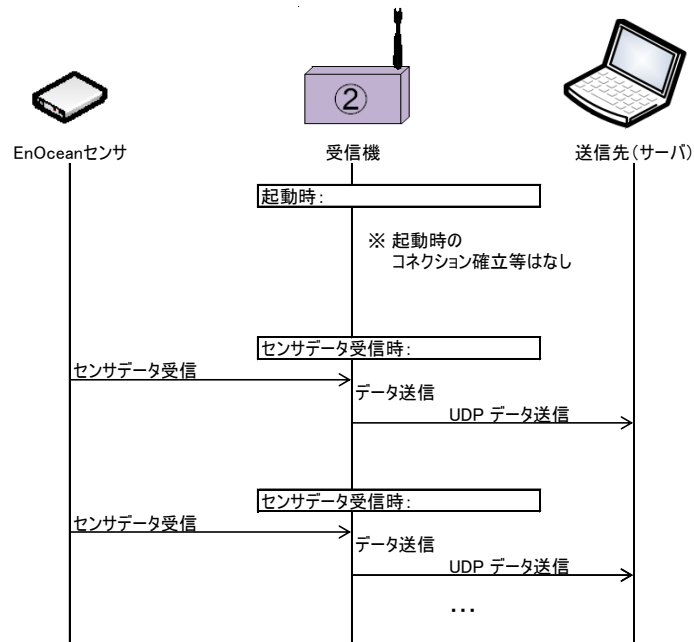 ②
EnOceanセンサ
受信機
送信先(サーバ)
起動時:
※ 起動時の
コネクション確立等はなし
センサデータ受信時:
センサデータ受信
データ送信
UDP データ送信
センサデータ受信時:
センサデータ受信
データ送信
UDP データ送信
...